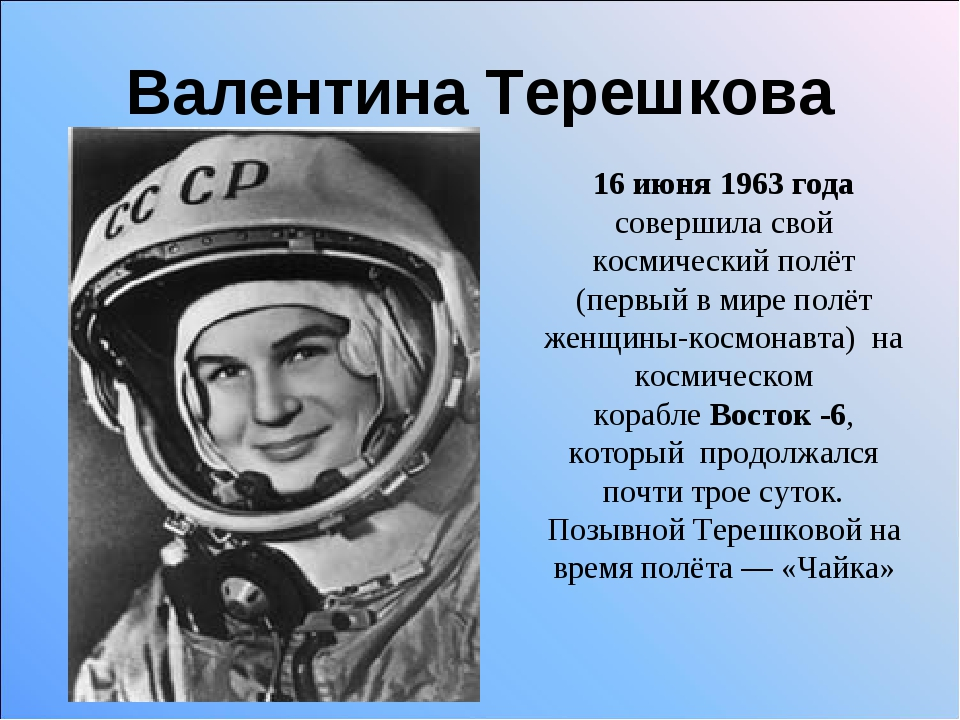 Валентина Терешкова
СССР
16 июня 1963 года
совершила свой
космический полёт
(первый в мире полёт
женщины-космонавта) на
космическом
корабле Восток -6,
который продолжался
почти трое суток.
Позывной Терешковой на
время полёта — «Чайка»